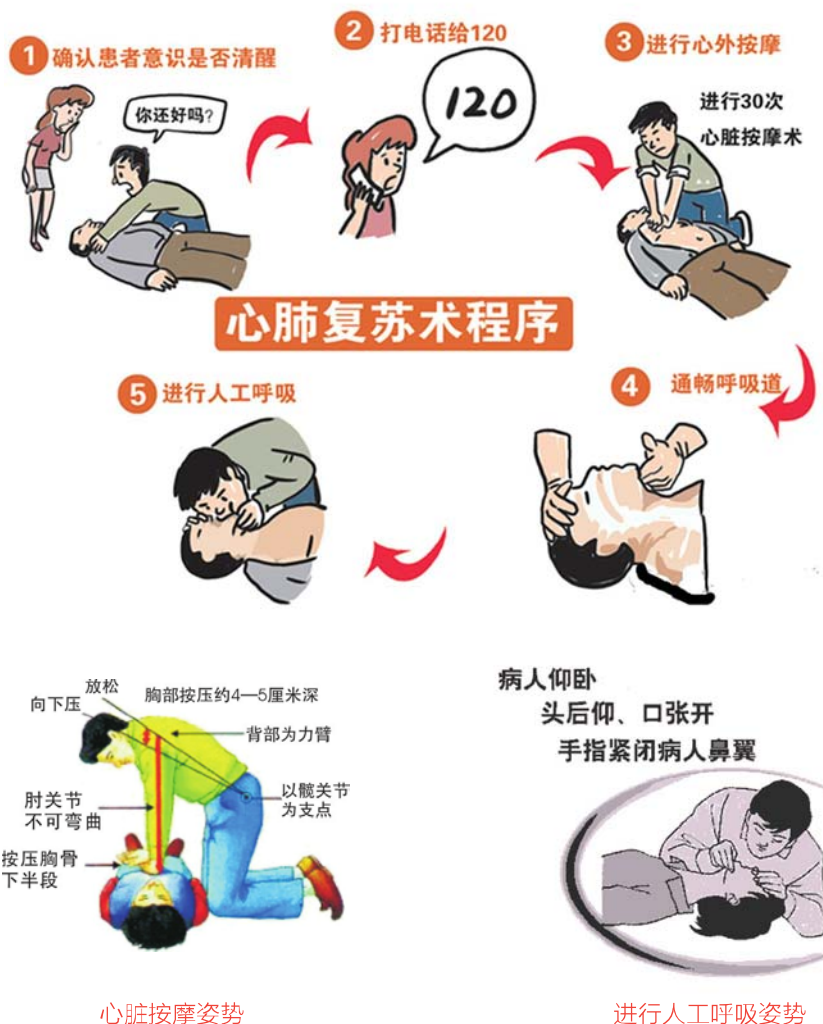 1 确认患者意识是否清醒
你还好吗?
2 打电话给120
120
3 进行心外按摩
进行30次
心脏按摩术
心肺复苏术程序
4 通畅呼吸道
5 进行人工呼吸
放松
向下压
胸部按压约4—5厘米深
背部为力臂
以髋关节
为支点
肘关节
不可弯曲
按压胸骨
下半段
心脏按摩姿势
病人仰卧
头后仰、口张开
手指紧闭病人鼻翼
进行人工呼吸姿势